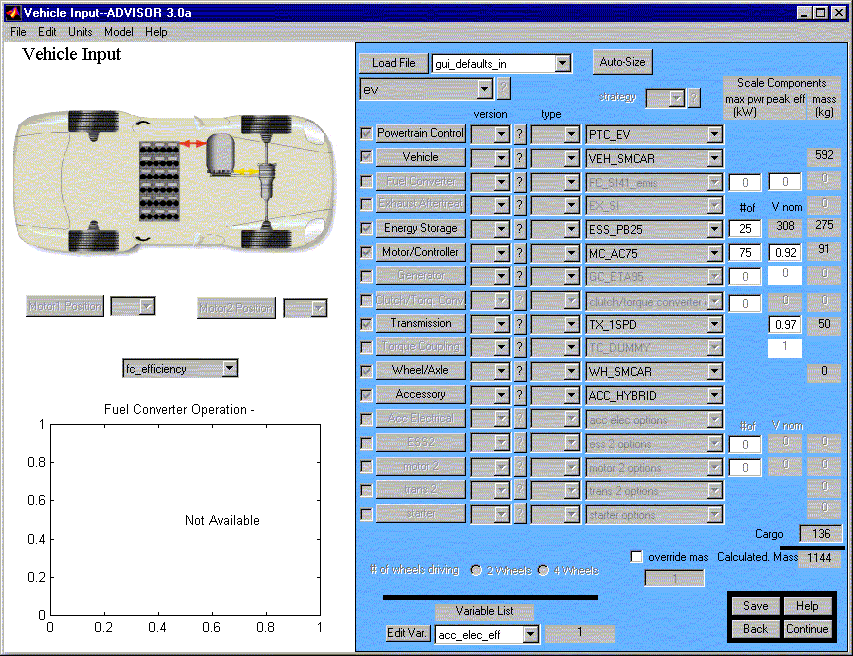 Vehicle Input--ADVISOR 3.0a
File Edit Units Model Help
Vehicle Input
Load File gui_defaults_in Auto-Size
ev ? strategy ?
Scale Components
max pwr peak eff mass
(kW) (kg)
version type
Powertrain Control ? PTC_EV
Vehicle ? VEH_SMCAR 592
Fuel Converter ? FC_SI41_emis 0 0 0
#of V nom
Exhaust Aftertreat ? EX_SI 0
Energy Storage ? ESS_PB25 25 308 275
Motor/Controller ? MC_AC75 75 0.92 91
Generator ? GC_ETA95 0 0 0
Clutch/Torq. Conv. ? clutch/torque converter 0 0 0
Transmission ? TX_1SPD 0.97 50
Torque Coupling ? TC_DUMMY 1
Wheel/Axle ? WH_SMCAR 0
Accessory ? ACC_HYBRID
Acc Electrical ? acc elec options
#of V nom
ESS2 ? ess 2 options 0 0 0
motor 2 ? motor 2 options 0 0 0
trans 2 ? trans 2 options 0
starter ? starter options 0
Cargo 136
override mas Calculated. Mass 1144
1
# of wheels driving 2 Wheels 4 Wheels
Variable List
Edit Var. acc_elec_eff 1
Save Help
Back Continue
Motor1 Position Motor2 Position
fc_efficiency
Fuel Converter Operation -
1
0.8
0.6
Not Available
0.4
0.2
0
0 0.2 0.4 0.6 0.8 1